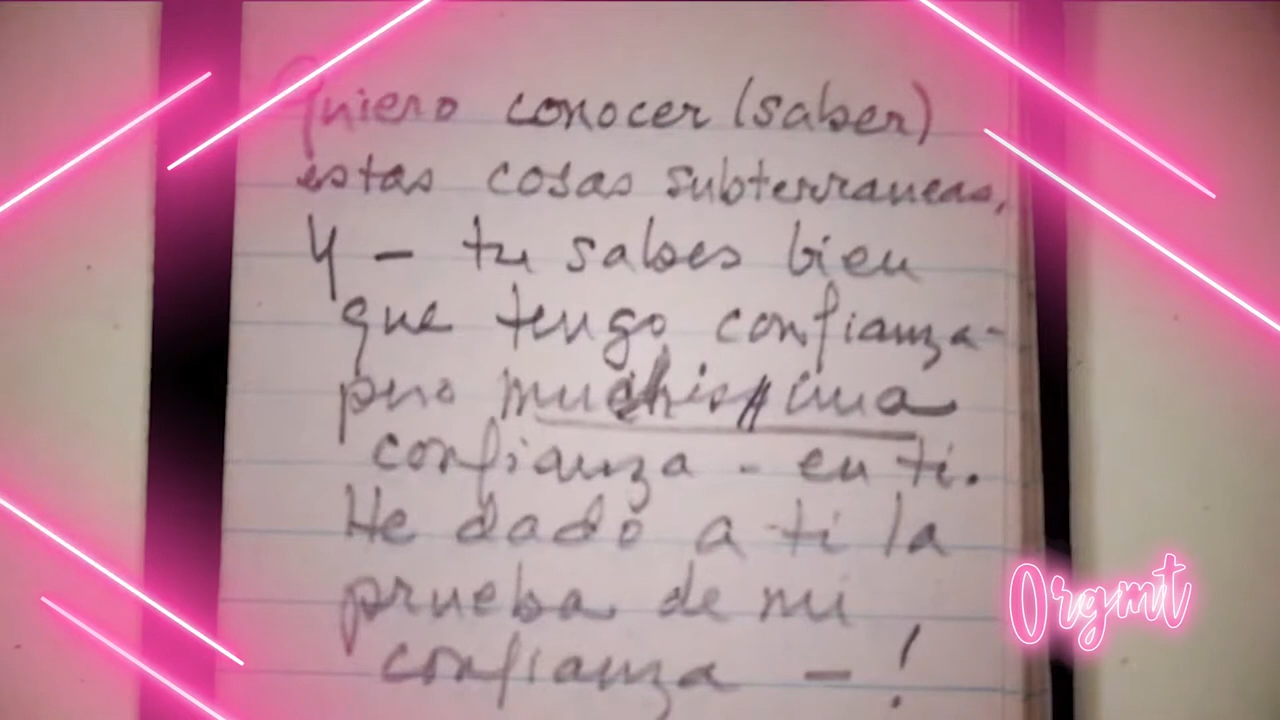 Quiero conocer (saber)
estas cosas subterraneas,
Y - tu sabes bien
que tengo confianza-
pero muchissima
confianza - en ti.
He dado a ti la
prueba de mi
confianza - !
Orgmt